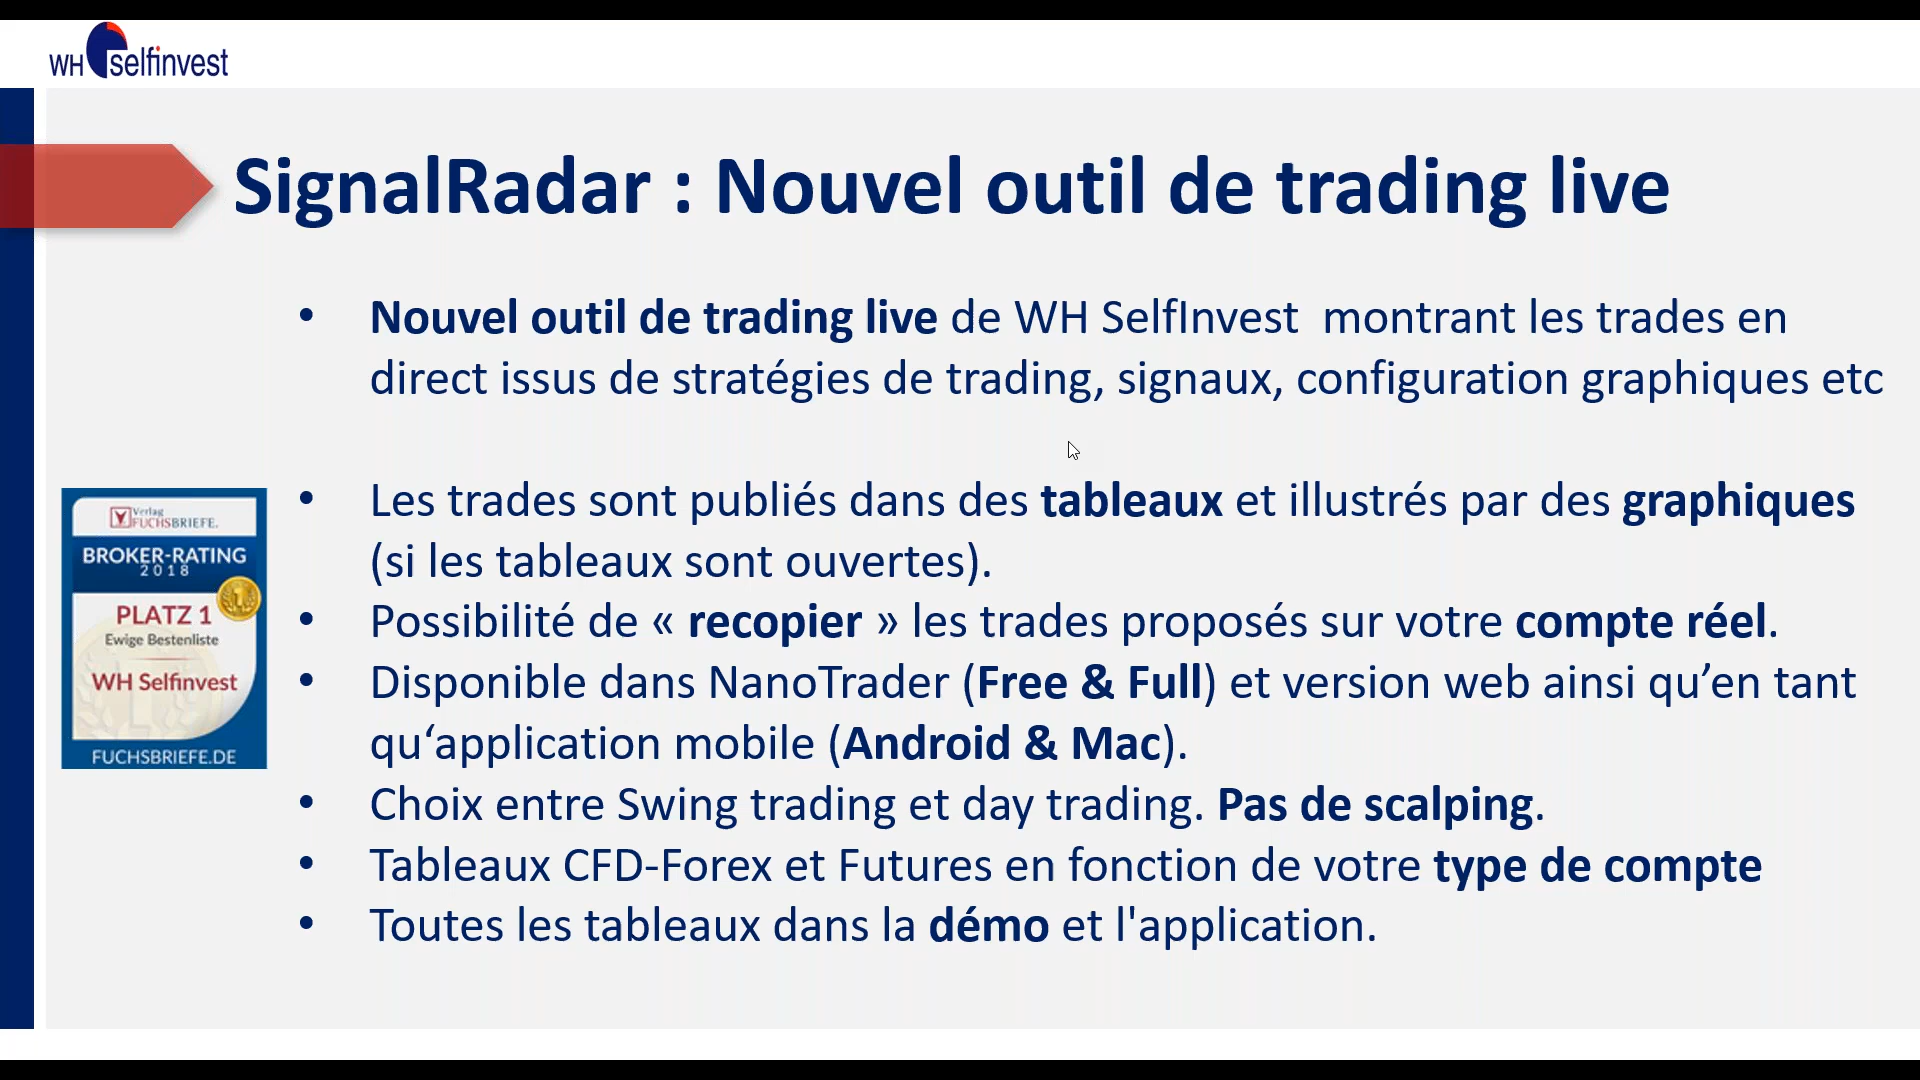 WH selfinvest
SignalRadar : Nouvel outil de trading live
• Nouvel outil de trading live de WH SelfInvest  montrant les trades en
direct issus de stratégies de trading, signaux, configuration graphiques etc
• Les trades sont publiés dans des tableaux et illustrés par des graphiques
(si les tableaux sont ouvertes).
• Possibilité de « recopier » les trades proposés sur votre compte réel.
• Disponible dans NanoTrader (Free & Full) et version web ainsi qu’en tant
qu‘application mobile (Android & Mac).
• Choix entre Swing trading et day trading. Pas de scalping.
• Tableaux CFD-Forex et Futures en fonction de votre type de compte
• Toutes les tableaux dans la démo et l'application.
Verlag
FUCHSBRIEFE.
BROKER-RATING
2018
1
PLATZ 1
Ewige Bestenliste
WH Selfinvest
FUCHSBRIEFE.DE